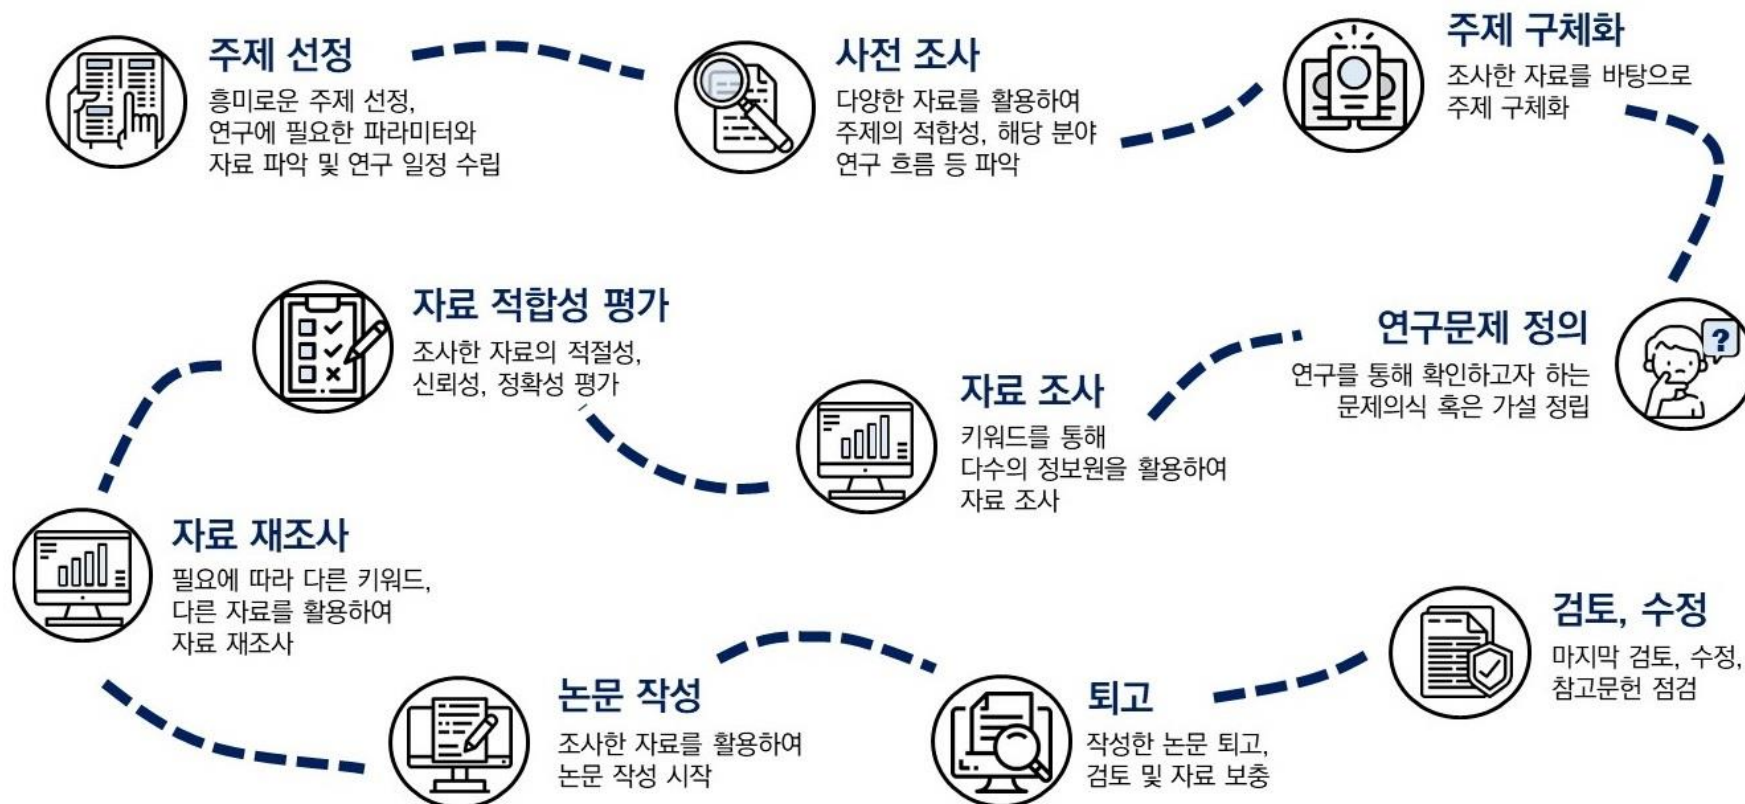 주제 선정
흥미로운 주제 선정,
연구에 필요한 파라미터와
자료 파악 및 연구 일정 수립
사전 조사
다양한 자료를 활용하여
주제의 적합성, 해당 분야
연구 흐름 등 파악
주제 구체화
조사한 자료를 바탕으로
주제 구체화
연구문제 정의
연구를 통해 확인하고자 하는
문제의식 혹은 가설 정립
?
자료 조사
키워드를 통해
다수의 정보원을 활용하여
자료 조사
자료 적합성 평가
조사한 자료의 적절성,
신뢰성, 정확성 평가
자료 재조사
필요에 따라 다른 키워드,
다른 자료를 활용하여
자료 재조사
논문 작성
조사한 자료를 활용하여
논문 작성 시작
퇴고
작성한 논문 퇴고,
검토 및 자료 보충
검토, 수정
마지막 검토, 수정,
참고문헌 점검